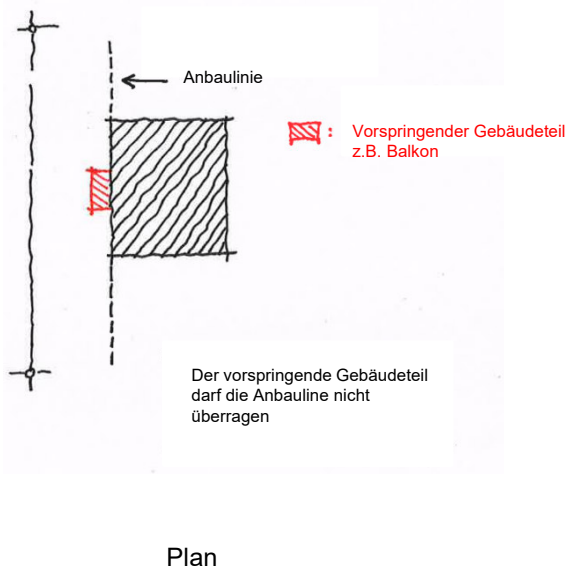 Anbaulinie
: Vorspringender Gebäudeteil
z.B. Balkon
Der vorspringende Gebäudeteil
darf die Anbauline nicht
überragen
Plan